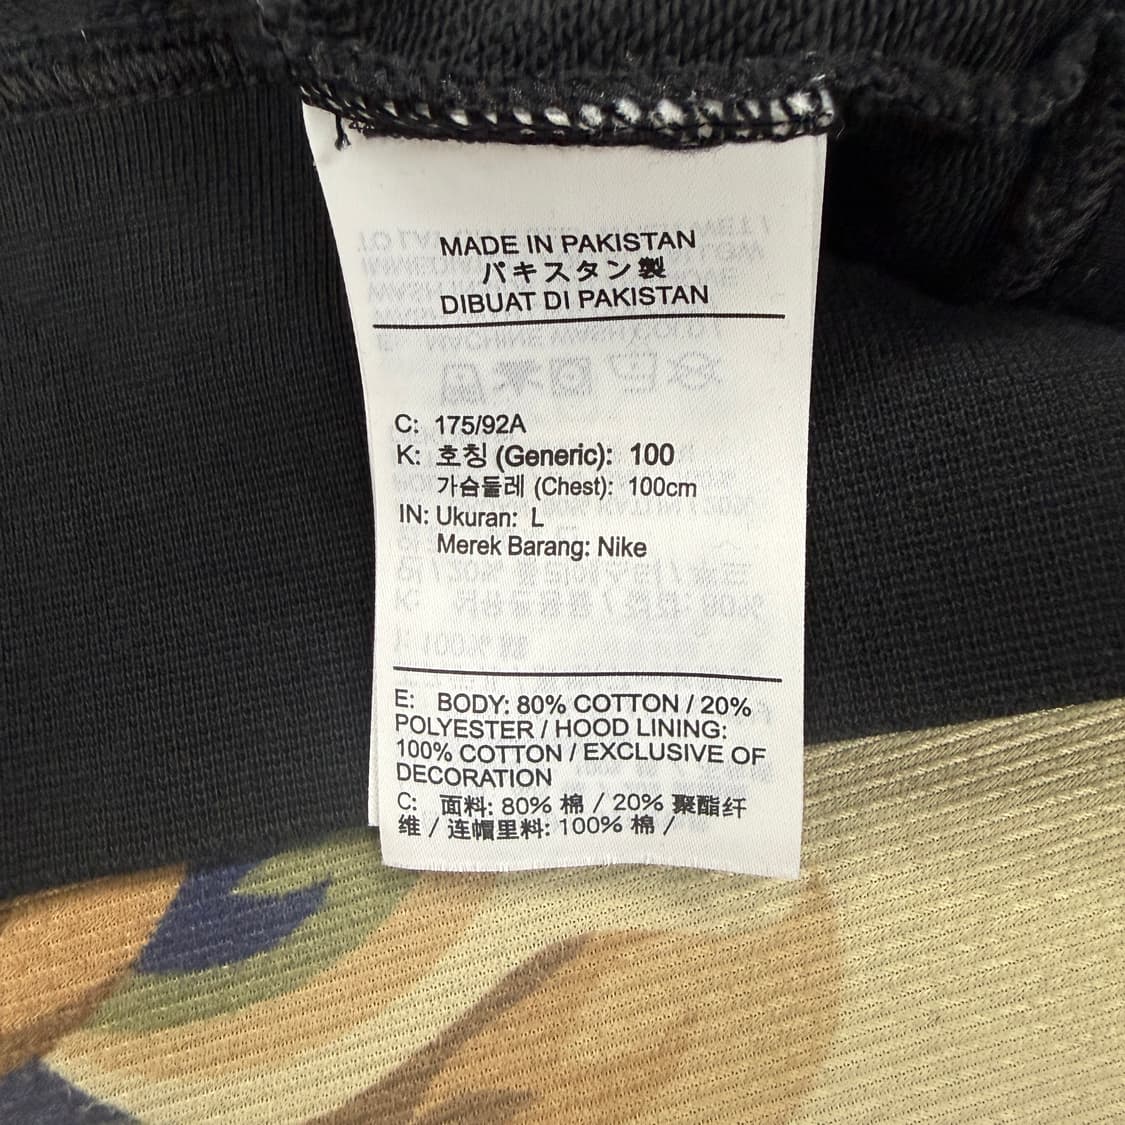 MADE IN PAKISTAN
パキスタン製
DIBUAT DI PAKISTAN
C: 175/92A
K: 호칭 (Generic): 100
가슴둘레 (Chest): 100cm
IN: Ukuran: L
Merek Barang: Nike
E: BODY: 80% COTTON / 20%
POLYESTER / HOOD LINING:
100% COTTON / EXCLUSIVE OF
DECORATION
C: 面料: 80% 棉 / 20% 聚酯纤
维 / 连帽里料: 100% 棉 /